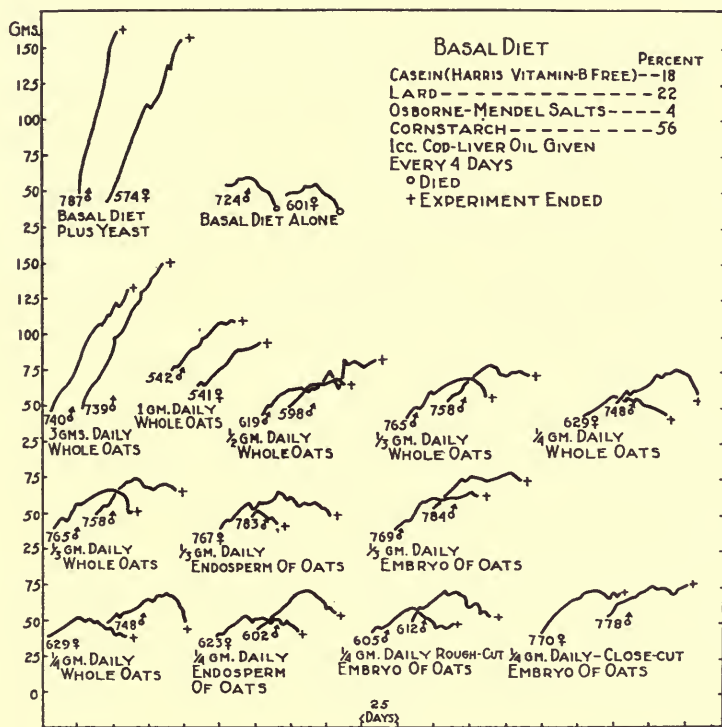 GMS.
150
125
100
75
50
25
BASAL DIET
PERCENT
CASEIN (HARRIS VITAMIN-B FREE)--18
LARD----------22
OSBORNE-MENDEL SALTS----4
CORNSTARCH----------56
1CC. COD-LIVER OIL GIVEN
EVERY 4 DAYS
o DIED
+ EXPERIMENT ENDED
787♂ 574♀
BASAL DIET
PLUS YEAST
724♂ 601♀
BASAL DIET ALONE
150
125
100
75
50
25
740♂ 739♂
3 GMS. DAILY
WHOLE OATS
542♂
541♀
1 GM. DAILY
WHOLE OATS
619♂ 598♂
½ GM. DAILY
WHOLE OATS
765♂ 758♂
⅓ GM. DAILY
WHOLE OATS
629♀ 748♂
¼ GM. DAILY
WHOLE OATS
75
50
25
765♂ 758♂
⅓ GM. DAILY
WHOLE OATS
767♀ 783♂
⅓ GM. DAILY
ENDOSPERM OF OATS
769♂ 784♂
⅓ GM. DAILY
EMBRYO OF OATS
75
50
25
0
629♀ 748♂
¼ GM. DAILY
WHOLE OATS
623♀ 602♂
¼ GM. DAILY
ENDOSPERM
OF OATS
605♂ 612♂
¼ GM. DAILY ROUGH-CUT
EMBRYO OF OATS
770♀ 778♂
¼ GM. DAILY-CLOSE-CUT
EMBRYO OF OATS
25
{DAYS}